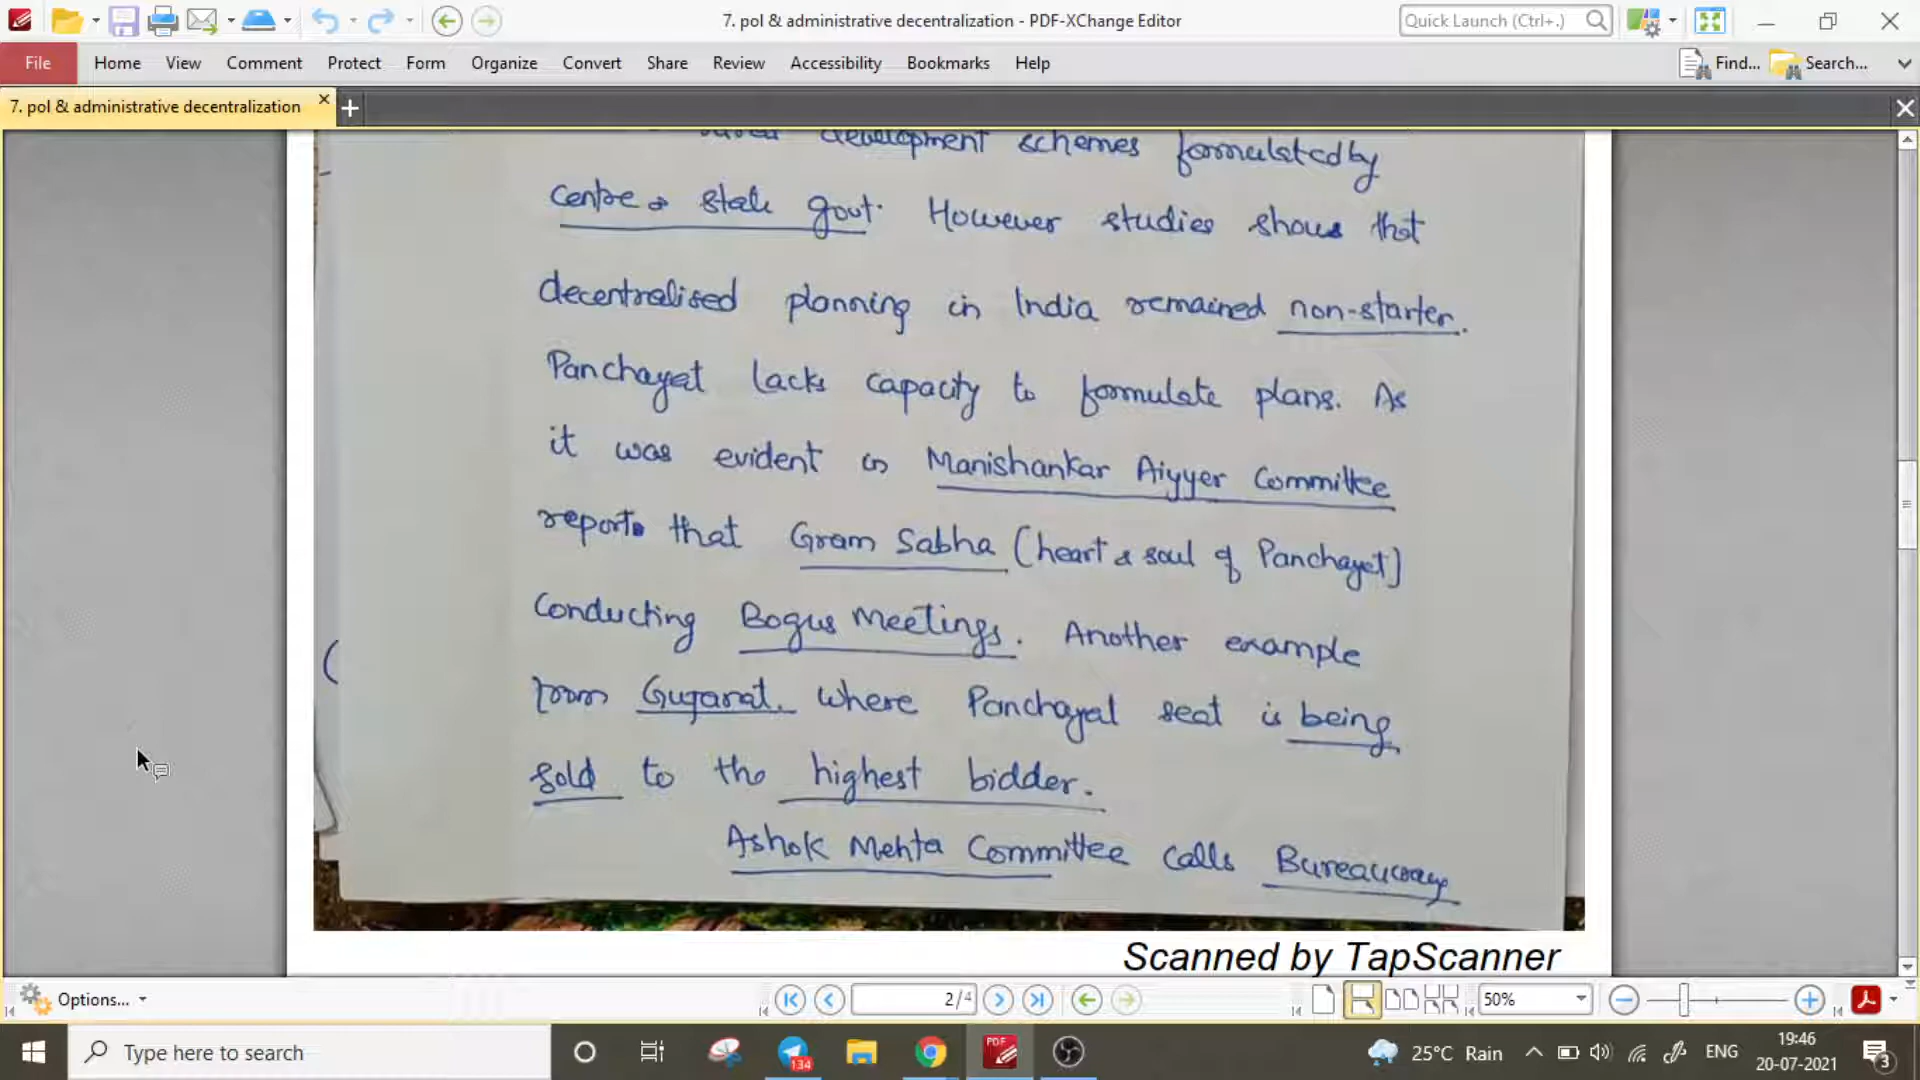 7. pol & administrative decentralization - PDF-XChange Editor
Quick Launch (Ctrl+.)
File Home View Comment Protect Form Organize Convert Share Review Accessibility Bookmarks Help Find... Search...
7. pol & administrative decentralization
development schemes formulated by
centre & state govt. However studies shows that
decentralised planning in India remained non-starter.
Panchayat lacks capacity to formulate plans. As
it was evident in Manishankar Aiyyer Committee
reports that Gram Sabha (heart & soul of Panchayet)
Conducting Bogus Meetings. Another example
from Gujarat, where Panchayat seat is being
sold to the highest bidder.
Ashok Mehta Committee calls Bureaucracy
Scanned by TapScanner
Options... 2/4 50%
Type here to search 134 PDF 25°C Rain ENG 19:46
20-07-2021 3